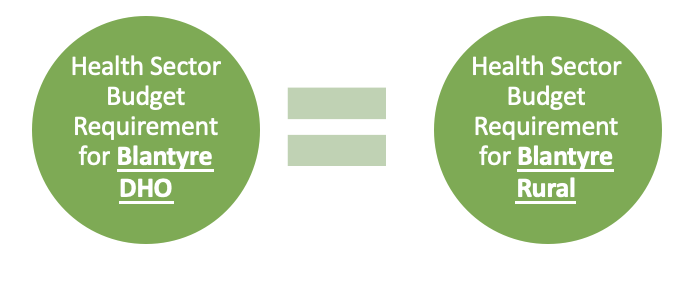 Health Sector
Budget
Requirement
for Blantyre
DHO
Health Sector
Budget
Requirement
for Blantyre
Rural